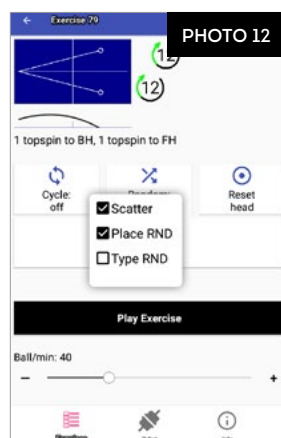 Exercise 79
PHOTO 12
12
12
1 topspin to BH, 1 topspin to FH
Cycle:
off
Random:
Reset
head
Scatter
Place RND
Type RND
Play Exercise
Ball/min: 40
- +